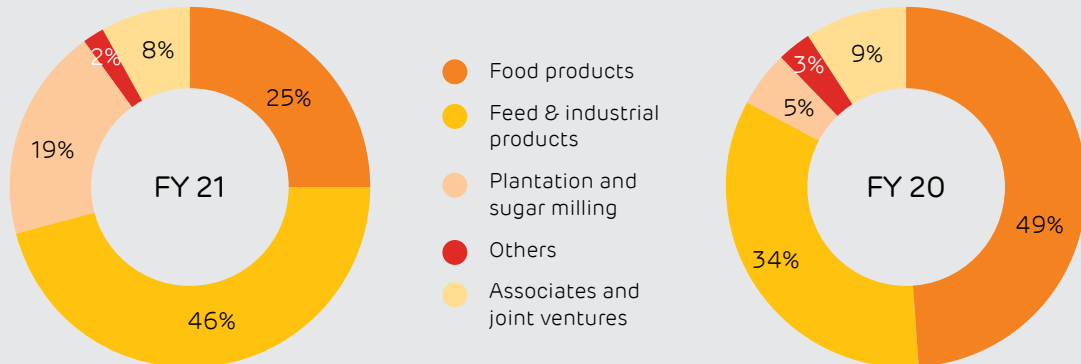 8%
2%
25%
19%
FY 21
46%
Food products
Feed & industrial
products
Plantation and
sugar milling
Others
Associates and
joint ventures
9%
3%
5%
FY 20
49%
34%